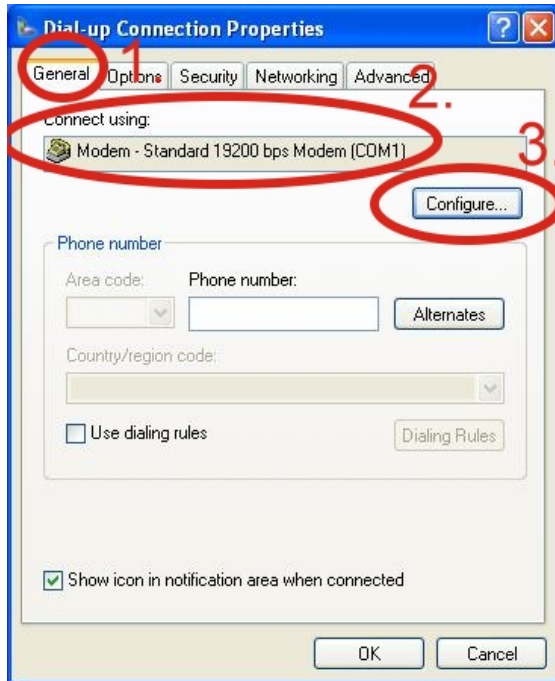 Dial-up Connection Properties
1.
General Options Security Networking Advanced
2.
Connect using:
Modem - Standard 19200 bps Modem (COM1)
3.
Configure...
Phone number
Area code: Phone number:
Alternates
Country/region code:
Use dialing rules
Dialing Rules
Show icon in notification area when connected
OK Cancel